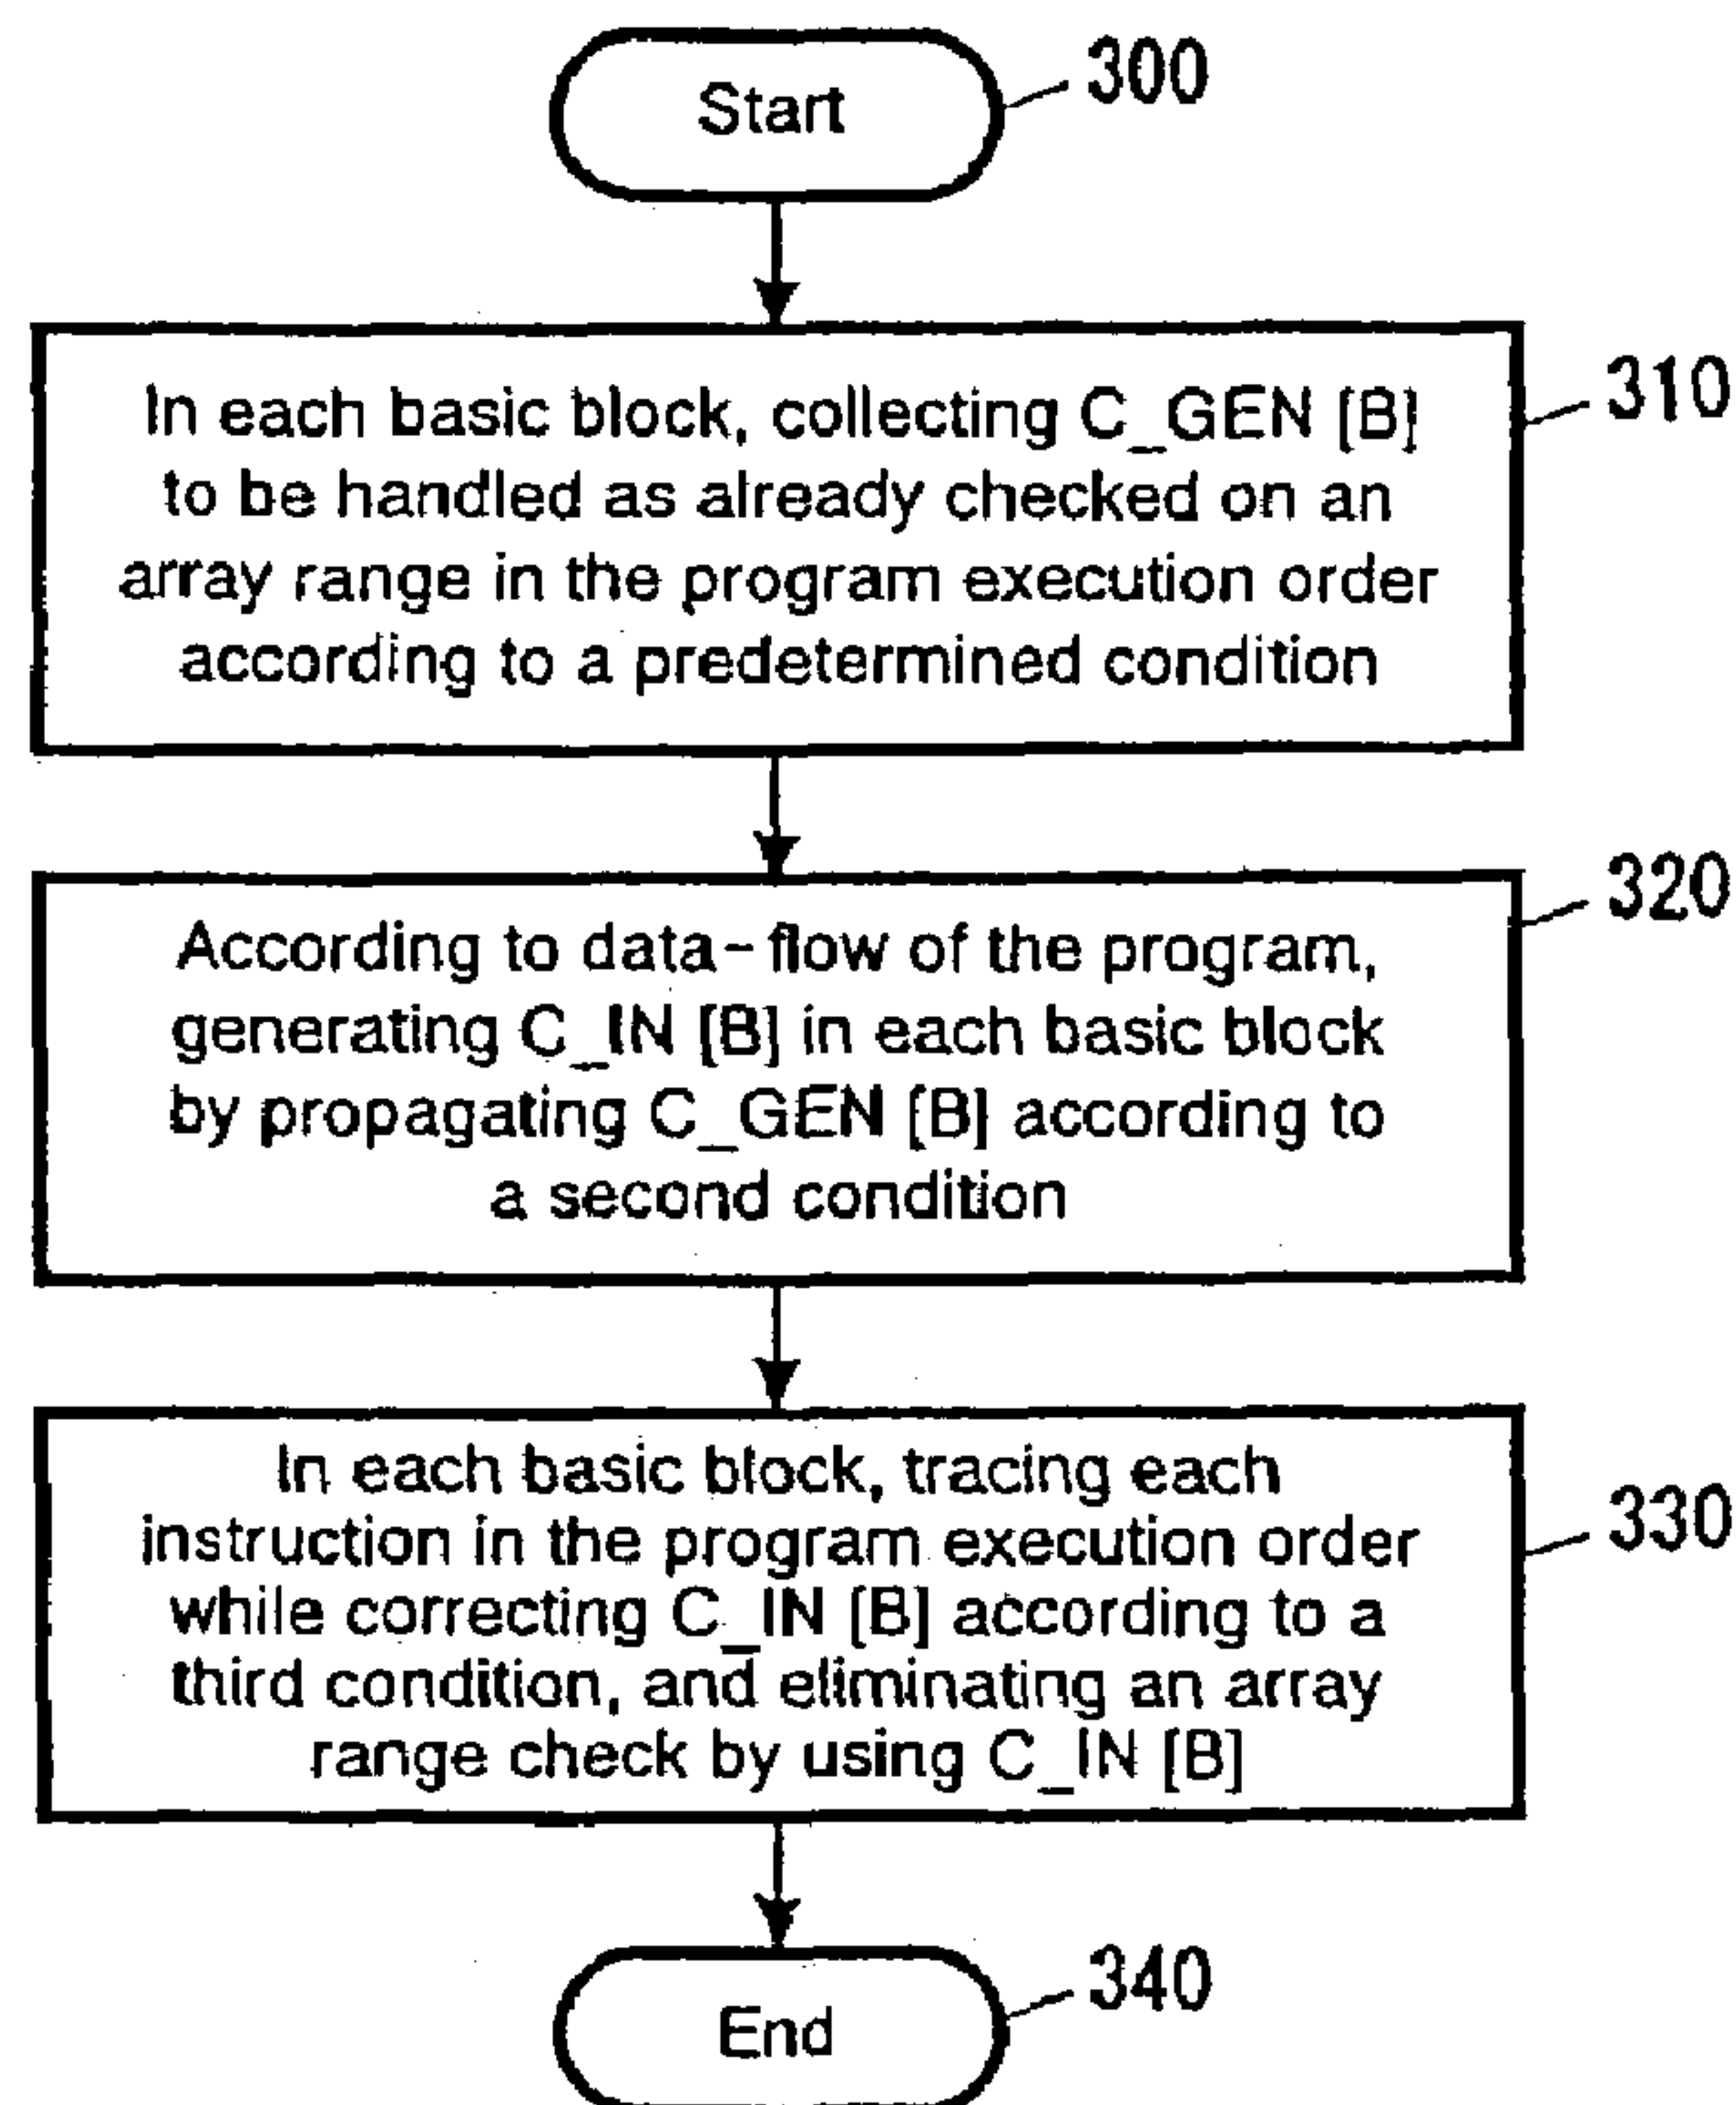 Start
300
In each basic block, collecting C_GEN [B]
to be handled as already checked on an
array range in the program execution order
according to a predetermined condition
310
According to data-flow of the program,
generating C_IN [B] in each basic block
by propagating C_GEN [B] according to
a second condition
320
In each basic block, tracing each
instruction in the program execution order
while correcting C_IN [B] according to a
third condition, and eliminating an array
range check by using C_IN [B]
330
End
340